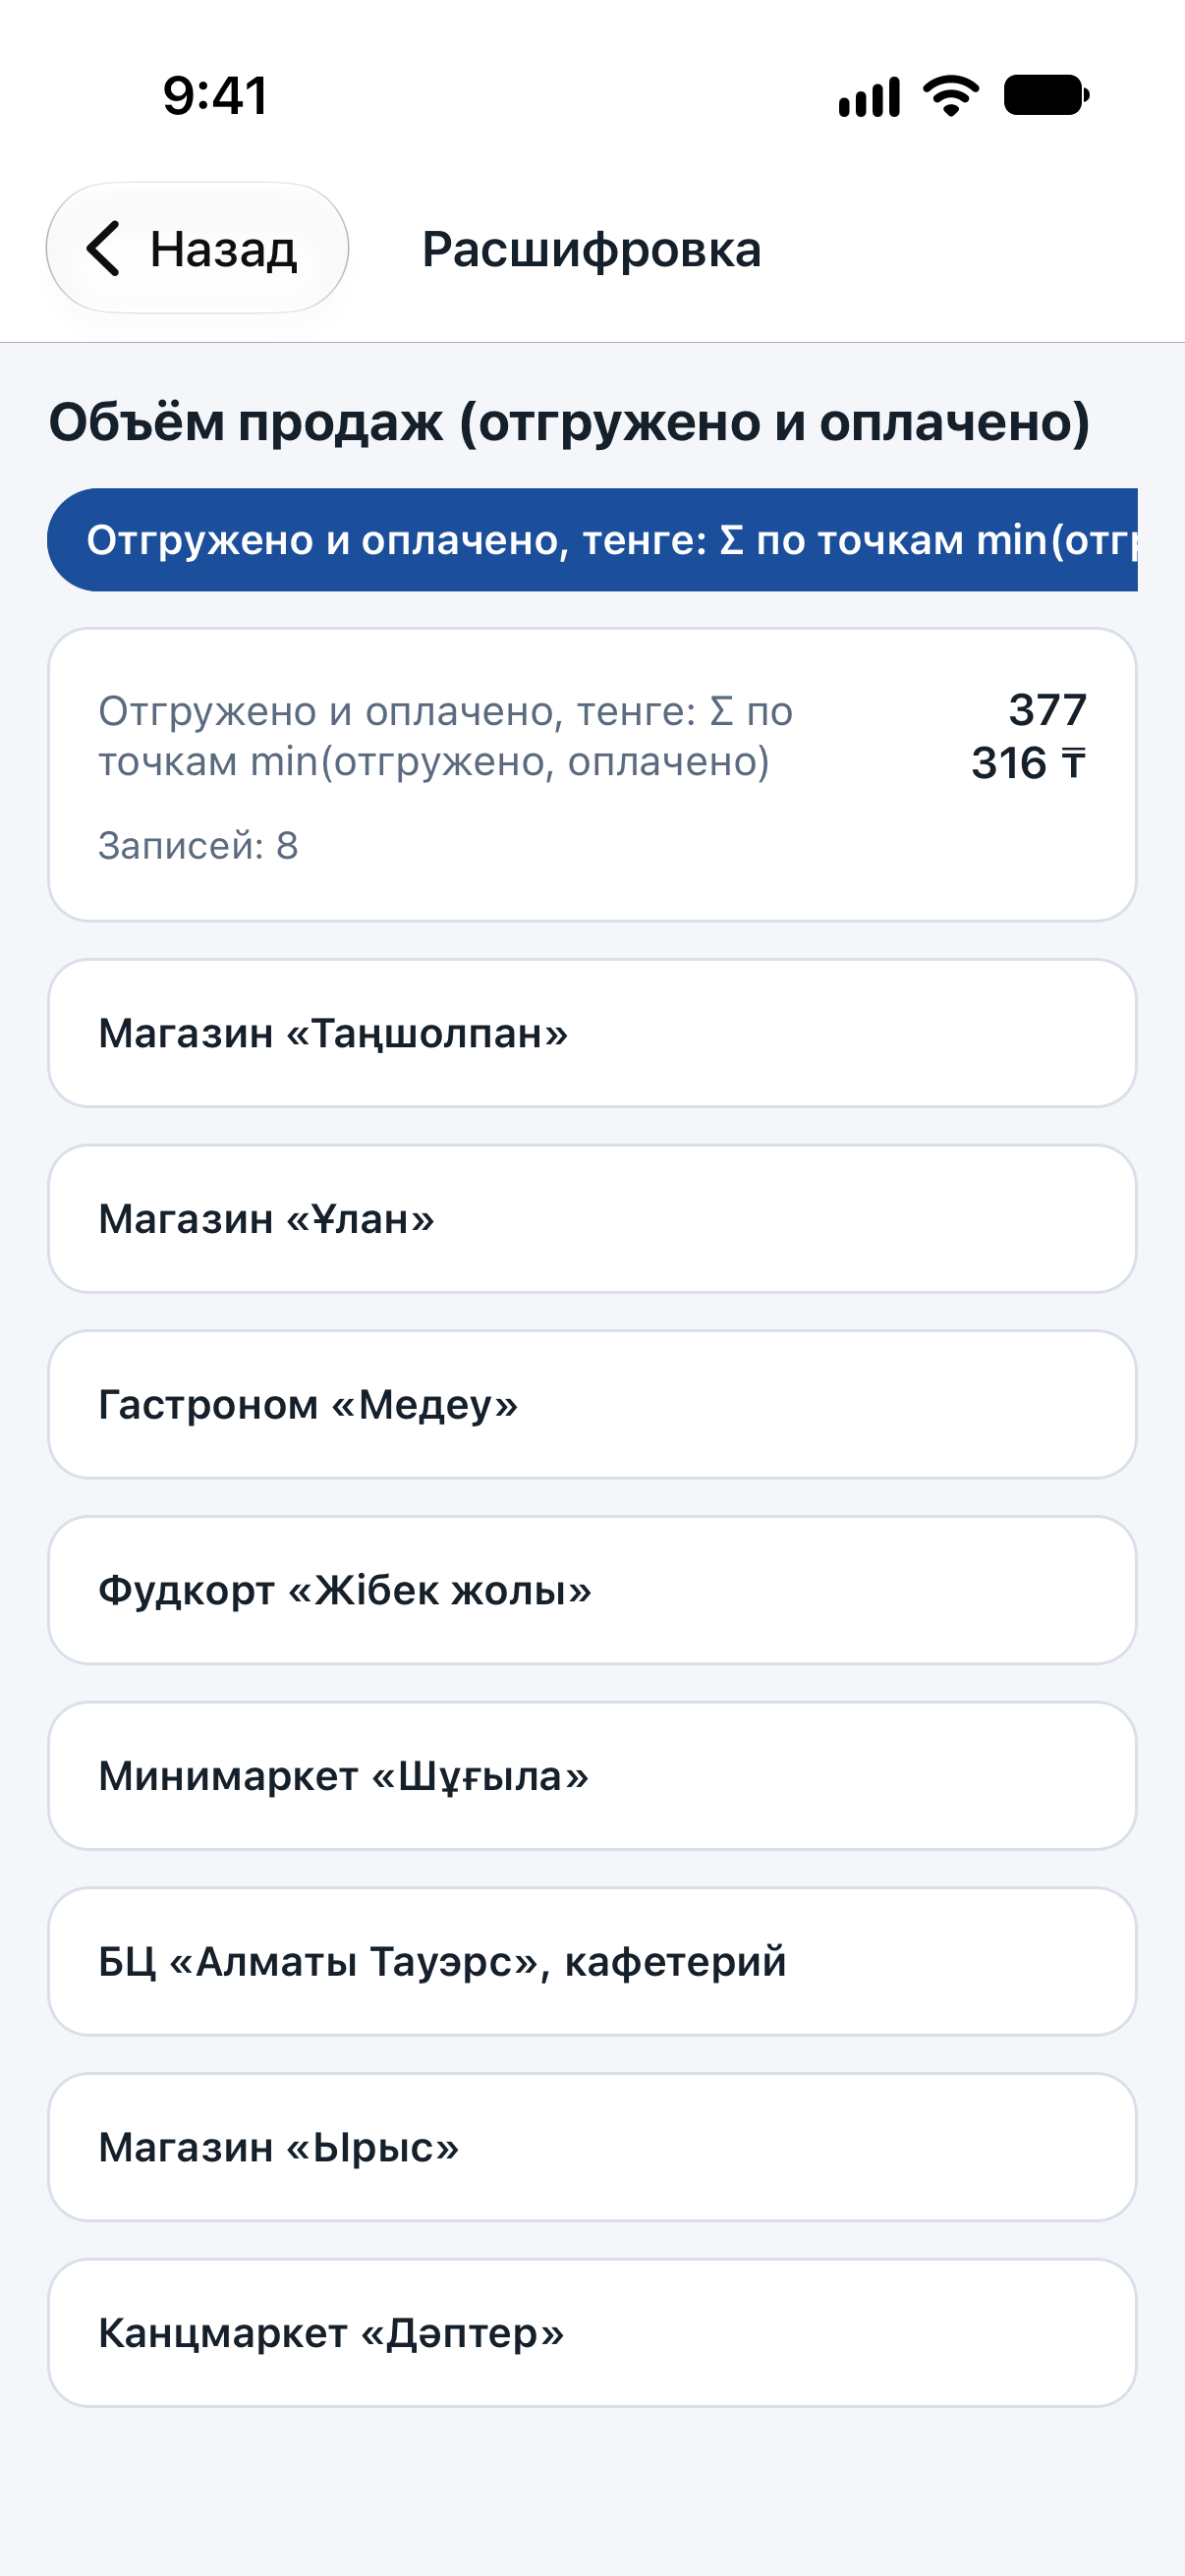 9:41
Назад
Расшифровка
Объём продаж (отгружено и оплачено)
Отгружено и оплачено, тенге: Σ по точкам min(отгр
Отгружено и оплачено, тенге: Σ по
точкам min(отгружено, оплачено)
377
316 ₸
Записей: 8
Магазин «Таңшолпан»
Магазин «Ұлан»
Гастроном «Медеу»
Фудкорт «Жібек жолы»
Минимаркет «Шұғыла»
БЦ «Алматы Тауэрс», кафетерий
Магазин «Ырыс»
Канцмаркет «Дәптер»